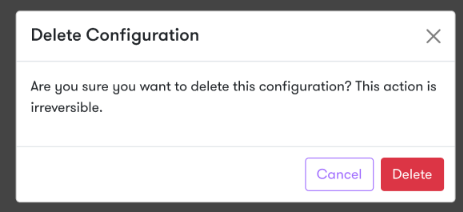 Delete Configuration
Are you sure you want to delete this configuration? This action is
irreversible.
Cancel
Delete